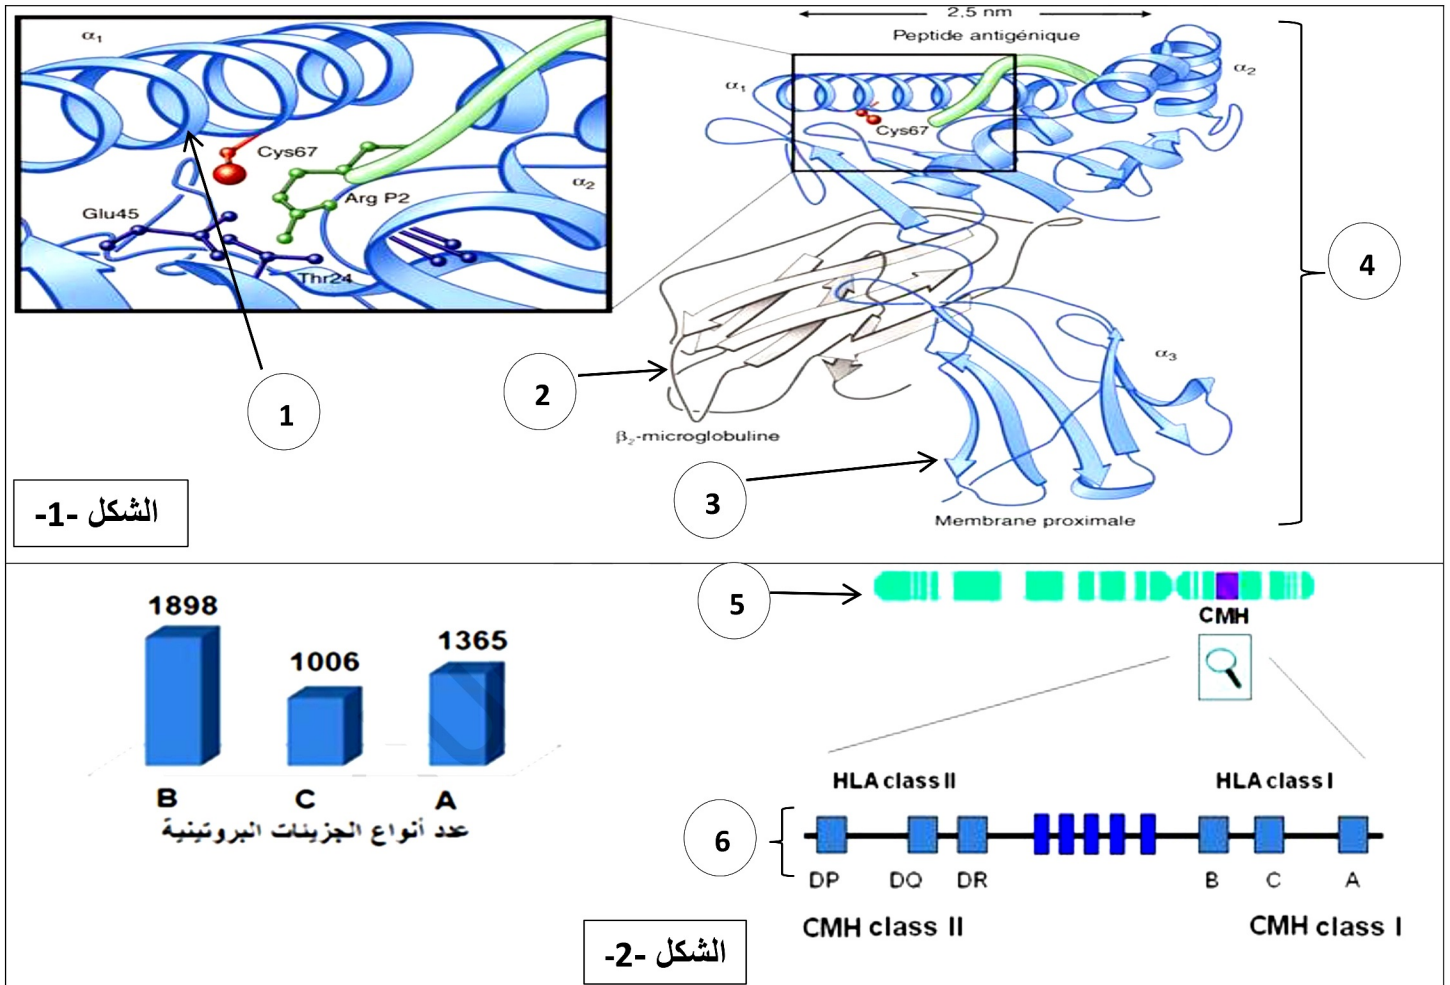 2,5 nm
Peptide antigénique
α₁
α₂
Cys67
α₁
Cys67
Arg P2
α₂
Glu45
Thr24
α₃
β₂-microglobuline
Membrane proximale
1
2
3
4
الشكل -1-
5
CMH
1898
1006
1365
B C A
عدد أنواع الجزيئات البروتينية
HLA class II HLA class I
6
DP DQ DR B C A
CMH class II CMH class I
الشكل -2-